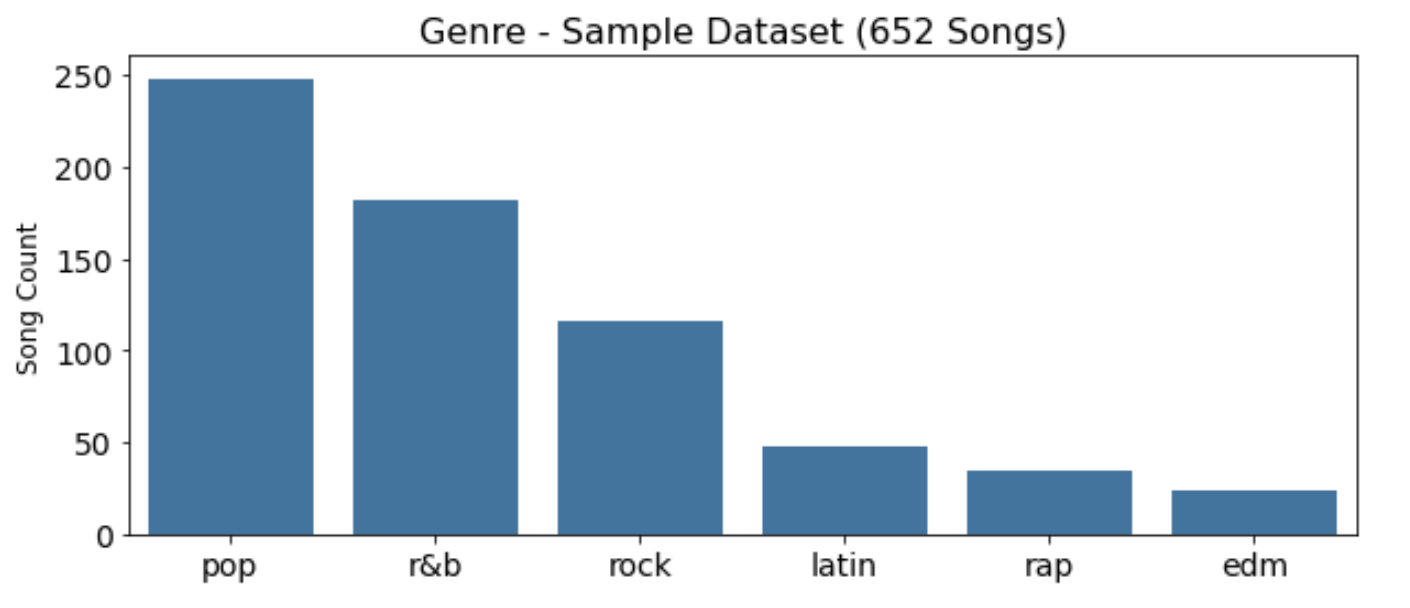 Genre - Sample Dataset (652 Songs)
Song Count
250
200
150
100
50
0
pop r&b rock latin rap edm